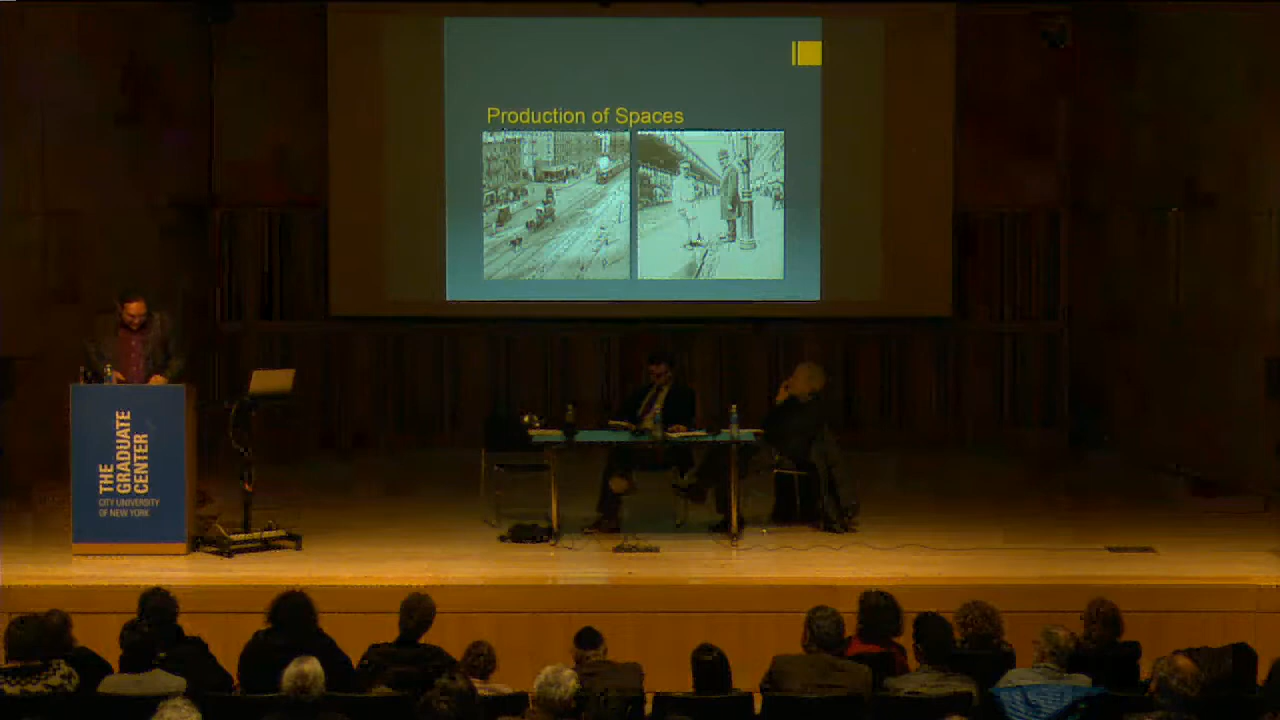 Production of Spaces
THE
GRADUATE
CENTER
CITY UNIVERSITY
OF NEW YORK